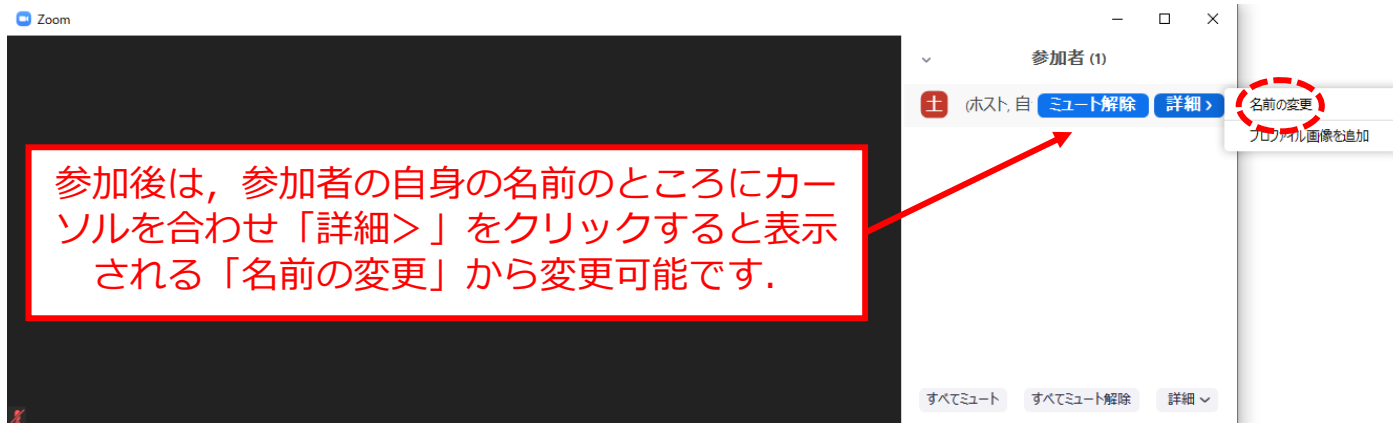 Zoom
参加者 (1)
土 (ホスト, 自 ミュート解除 詳細 ›
名前の変更
プロファイル画像を追加
参加後は，参加者の自身の名前のところにカー
ソルを合わせ「詳細＞」をクリックすると表示
される「名前の変更」から変更可能です．
すべてミュート すべてミュート解除 詳細